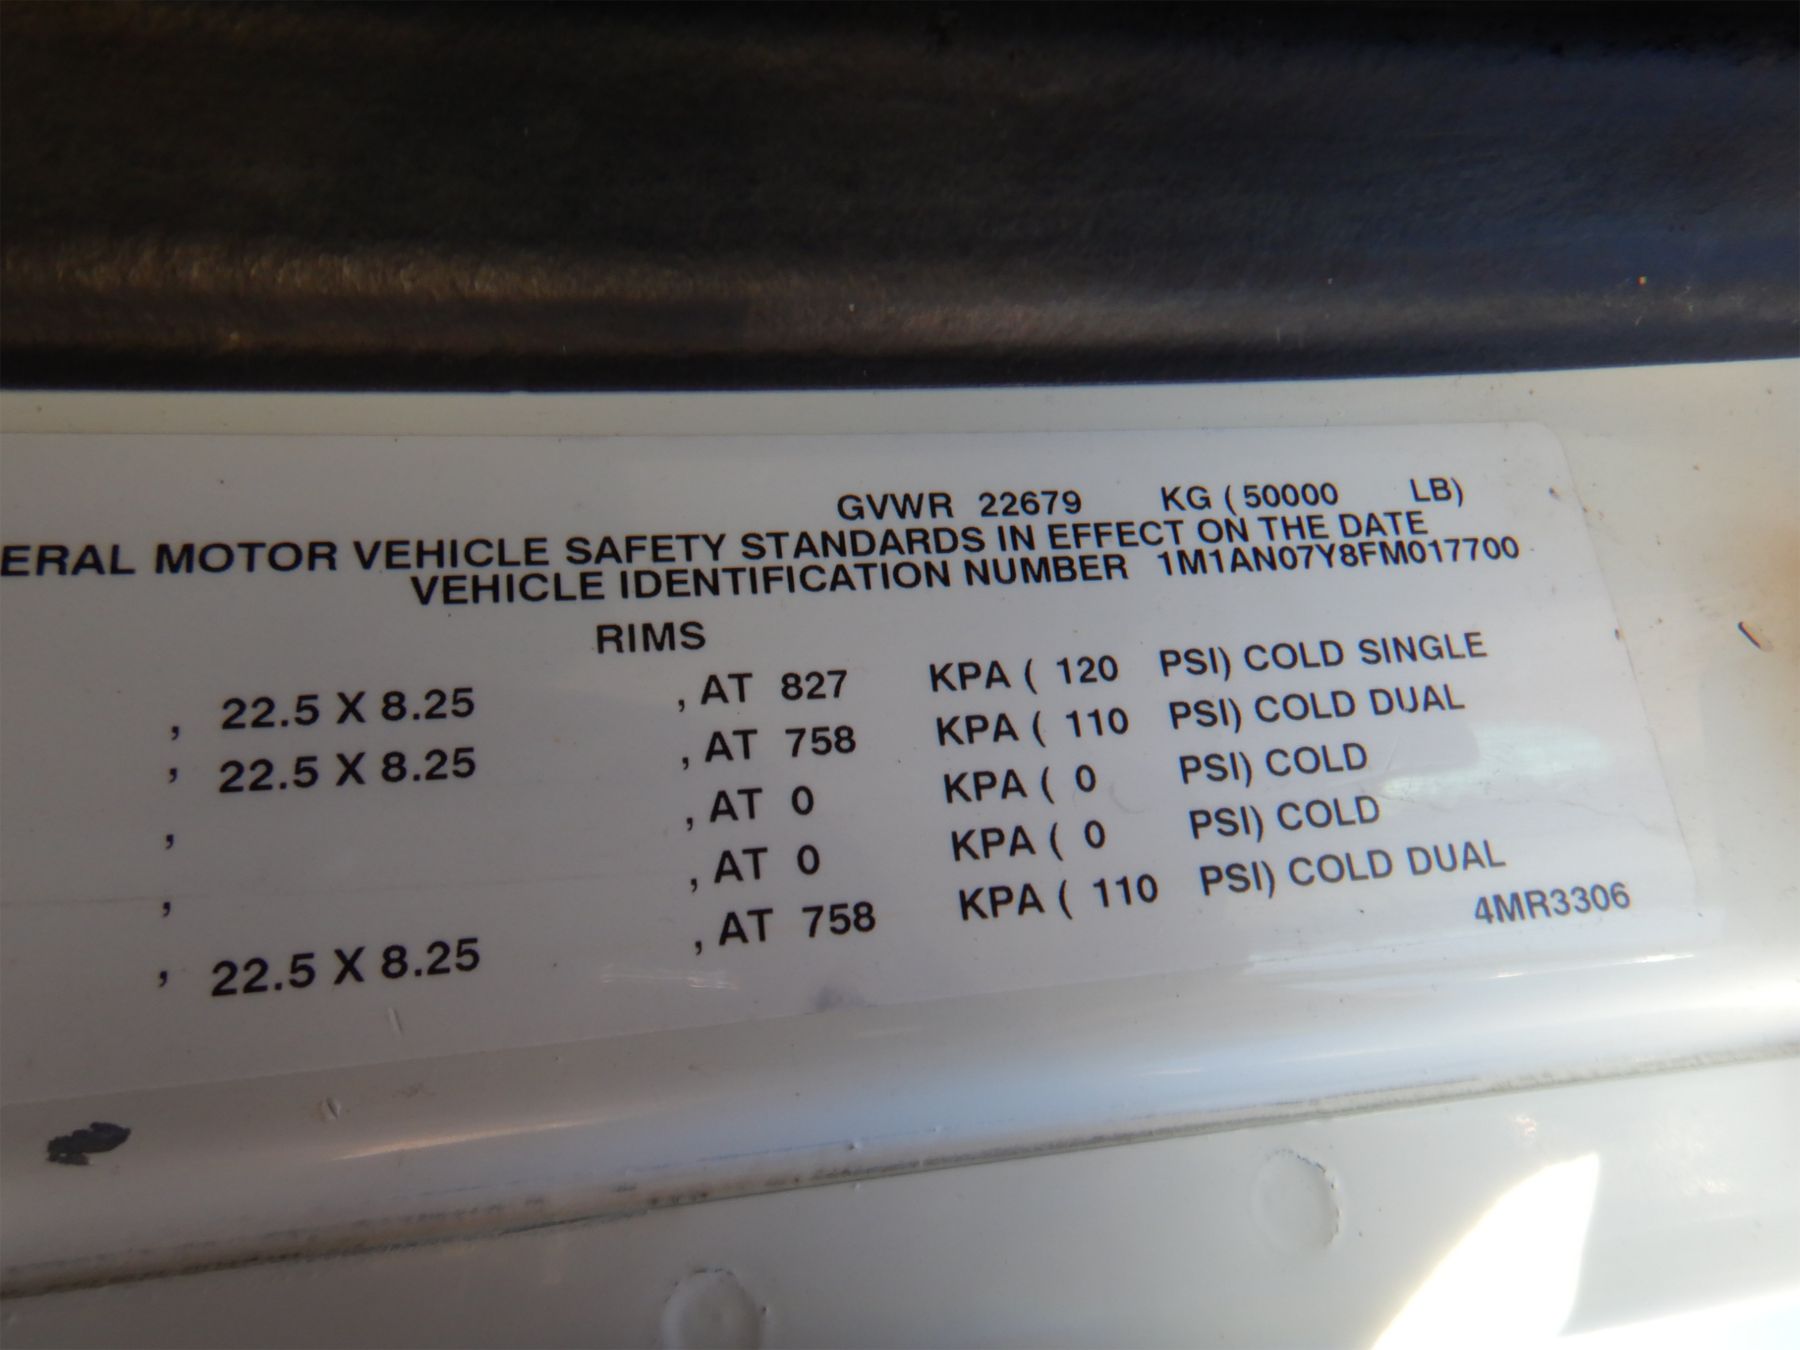 GVWR 22679 KG ( 50000 LB)
ERAL MOTOR VEHICLE SAFETY STANDARDS IN EFFECT ON THE DATE
VEHICLE IDENTIFICATION NUMBER 1M1AN07Y8FM017700
RIMS
, 22.5 X 8.25 , AT 827 KPA ( 120 PSI) COLD SINGLE
, 22.5 X 8.25 , AT 758 KPA ( 110 PSI) COLD DUAL
, , AT 0 KPA ( 0 PSI) COLD
, , AT 0 KPA ( 0 PSI) COLD
, 22.5 X 8.25 , AT 758 KPA ( 110 PSI) COLD DUAL
4MR3306